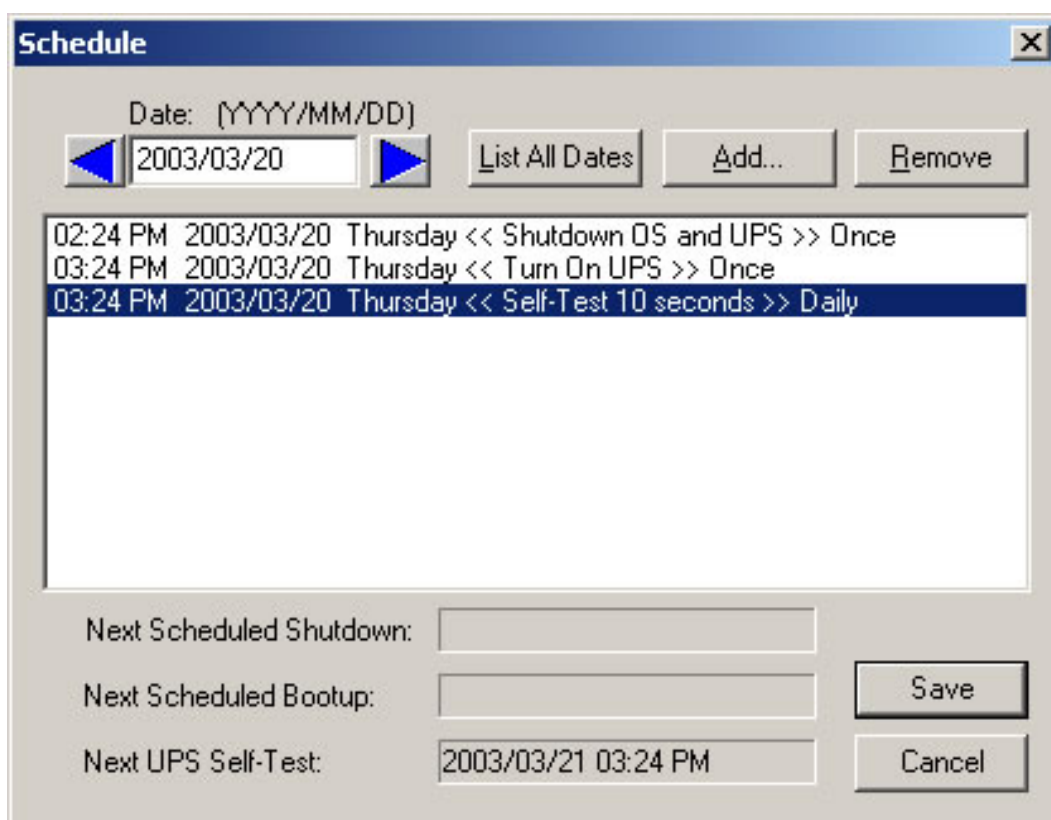 Schedule
Date: (YYYY/MM/DD)
2003/03/20 List All Dates Add... Remove
02:24 PM 2003/03/20 Thursday << Shutdown OS and UPS >> Once
03:24 PM 2003/03/20 Thursday << Turn On UPS >> Once
03:24 PM 2003/03/20 Thursday << Self-Test 10 seconds >> Daily
Next Scheduled Shutdown:
Next Scheduled Bootup:
Save
Next UPS Self-Test: 2003/03/21 03:24 PM
Cancel